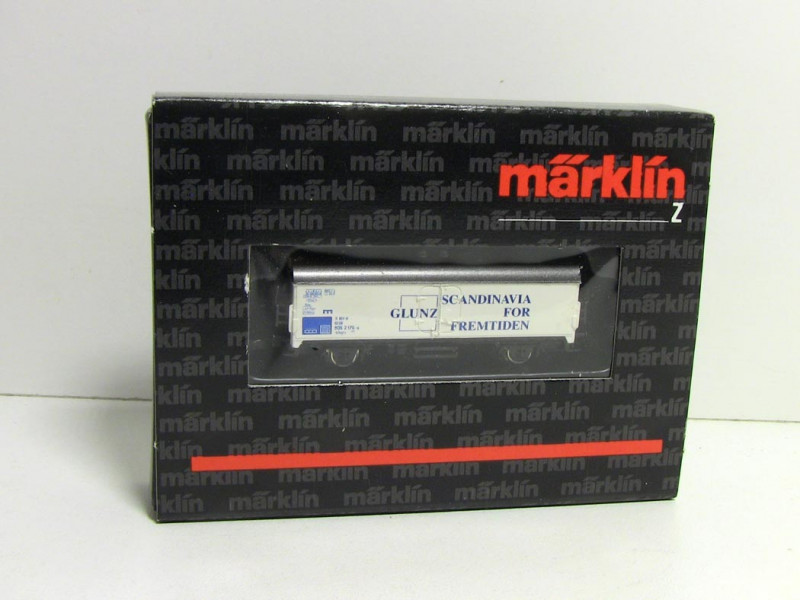 märklin
Z
SCANDINAVIA
GLUNZ FOR
FREMTIDEN